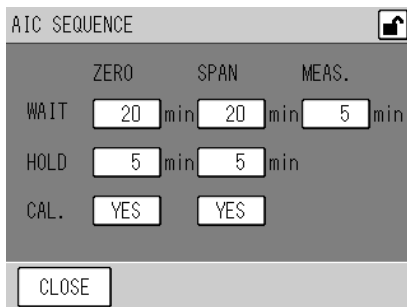 AIC SEQUENCE
ZERO SPAN MEAS.
WAIT 20 min 20 min 5 min
HOLD 5 min 5 min
CAL. YES YES
CLOSE